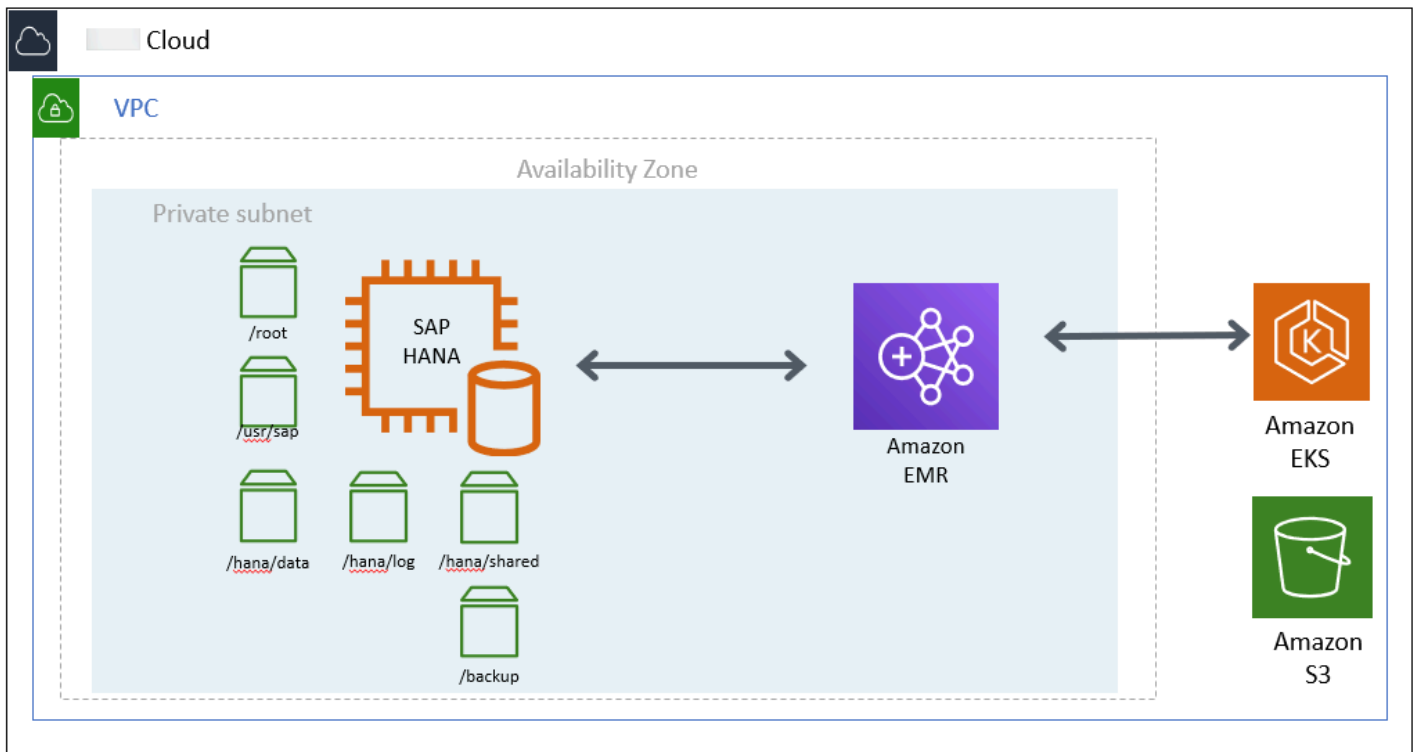 Cloud
VPC
Availability Zone
Private subnet
/root
SAP
HANA
/usr/sap
Amazon
EMR
Amazon
EKS
/hana/data
/hana/log
/hana/shared
/backup
Amazon
S3